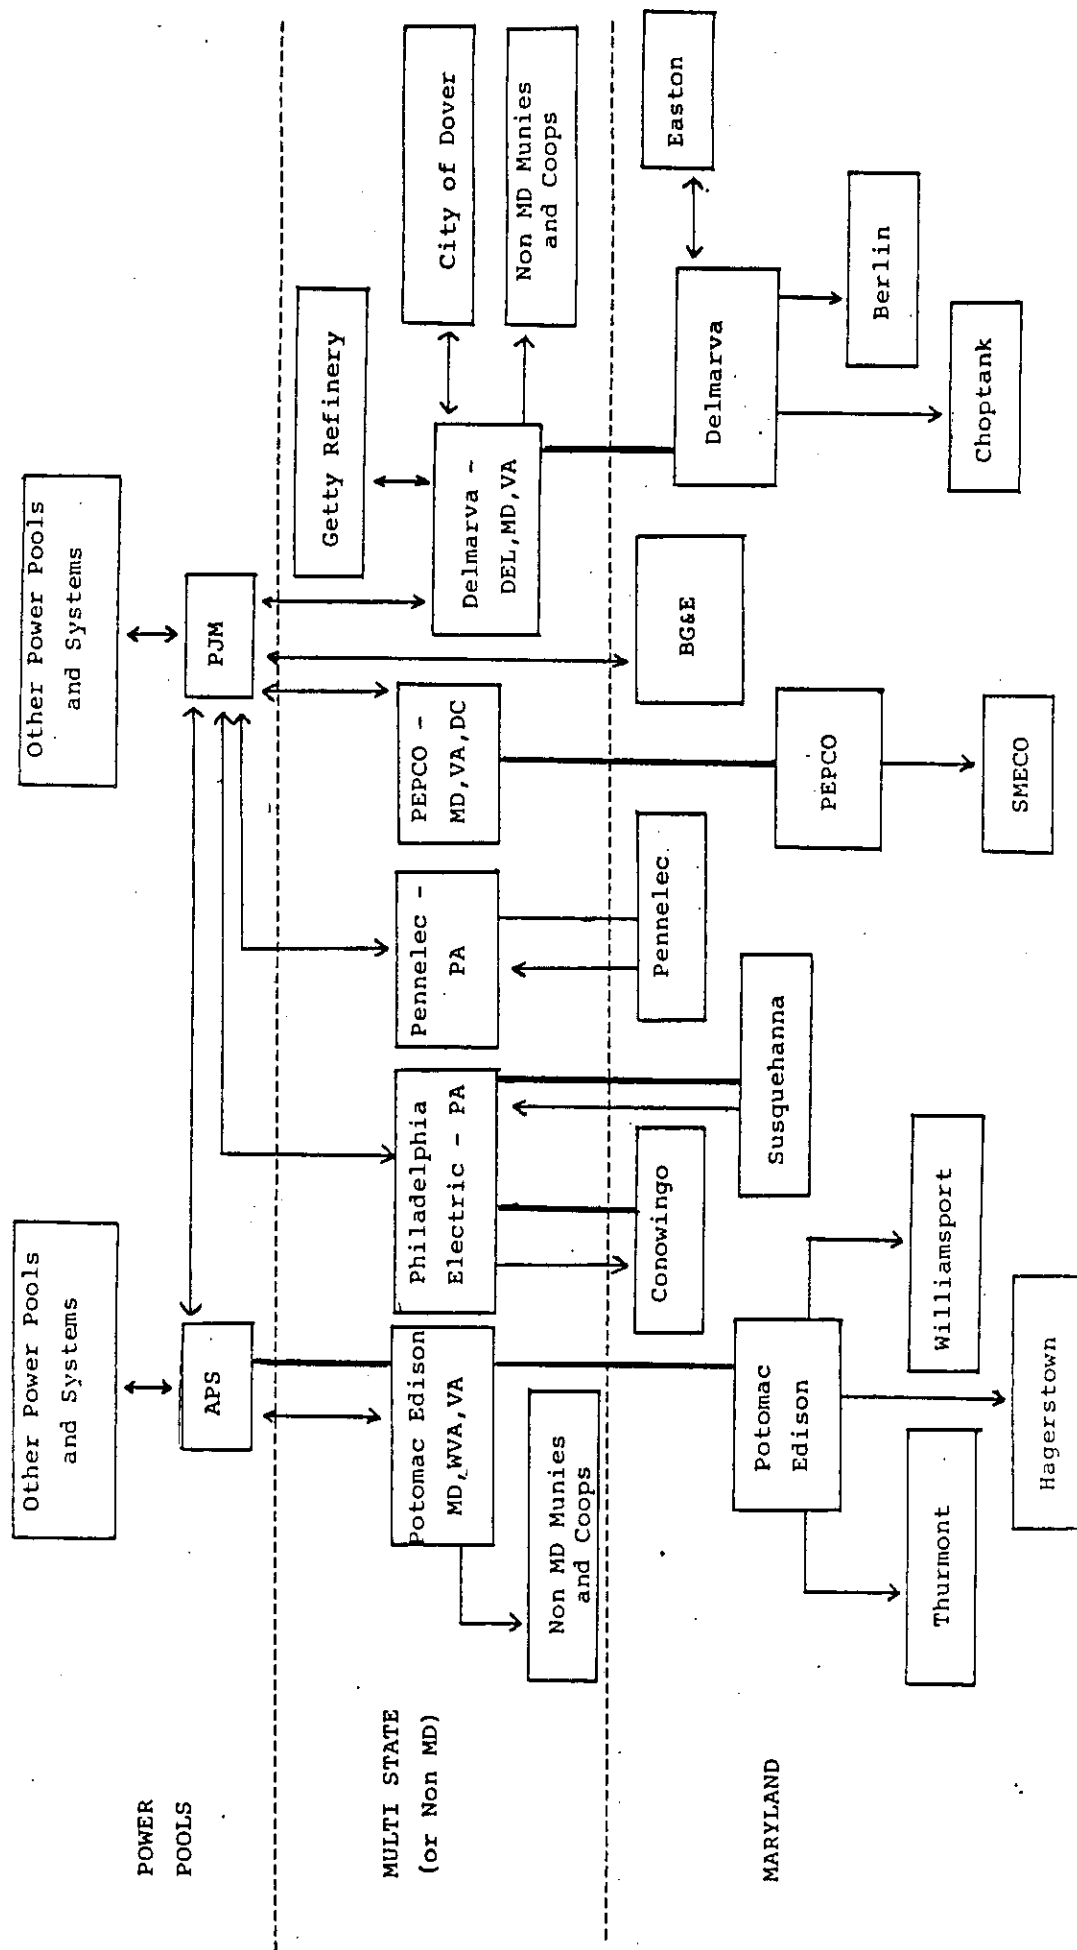 POWER
POOLS
Other Power Pools
and Systems
Other Power Pools
and Systems
APS
PJM
MULTI STATE
(or Non MD)
Potomac Edison
MD,WVA,VA
Non MD Munies
and Coops
Philadelphia
Electric - PA
Pennelec -
PA
PEPCO -
MD,VA,DC
Getty Refinery
Delmarva -
DEL,MD,VA
City of Dover
Non MD Munies
and Coops
MARYLAND
Potomac
Edison
Thurmont
Hagerstown
Williamsport
Conowingo
Susquehanna
Pennelec
PEPCO
SMECO
BG&E
Delmarva
Easton
Choptank
Berlin